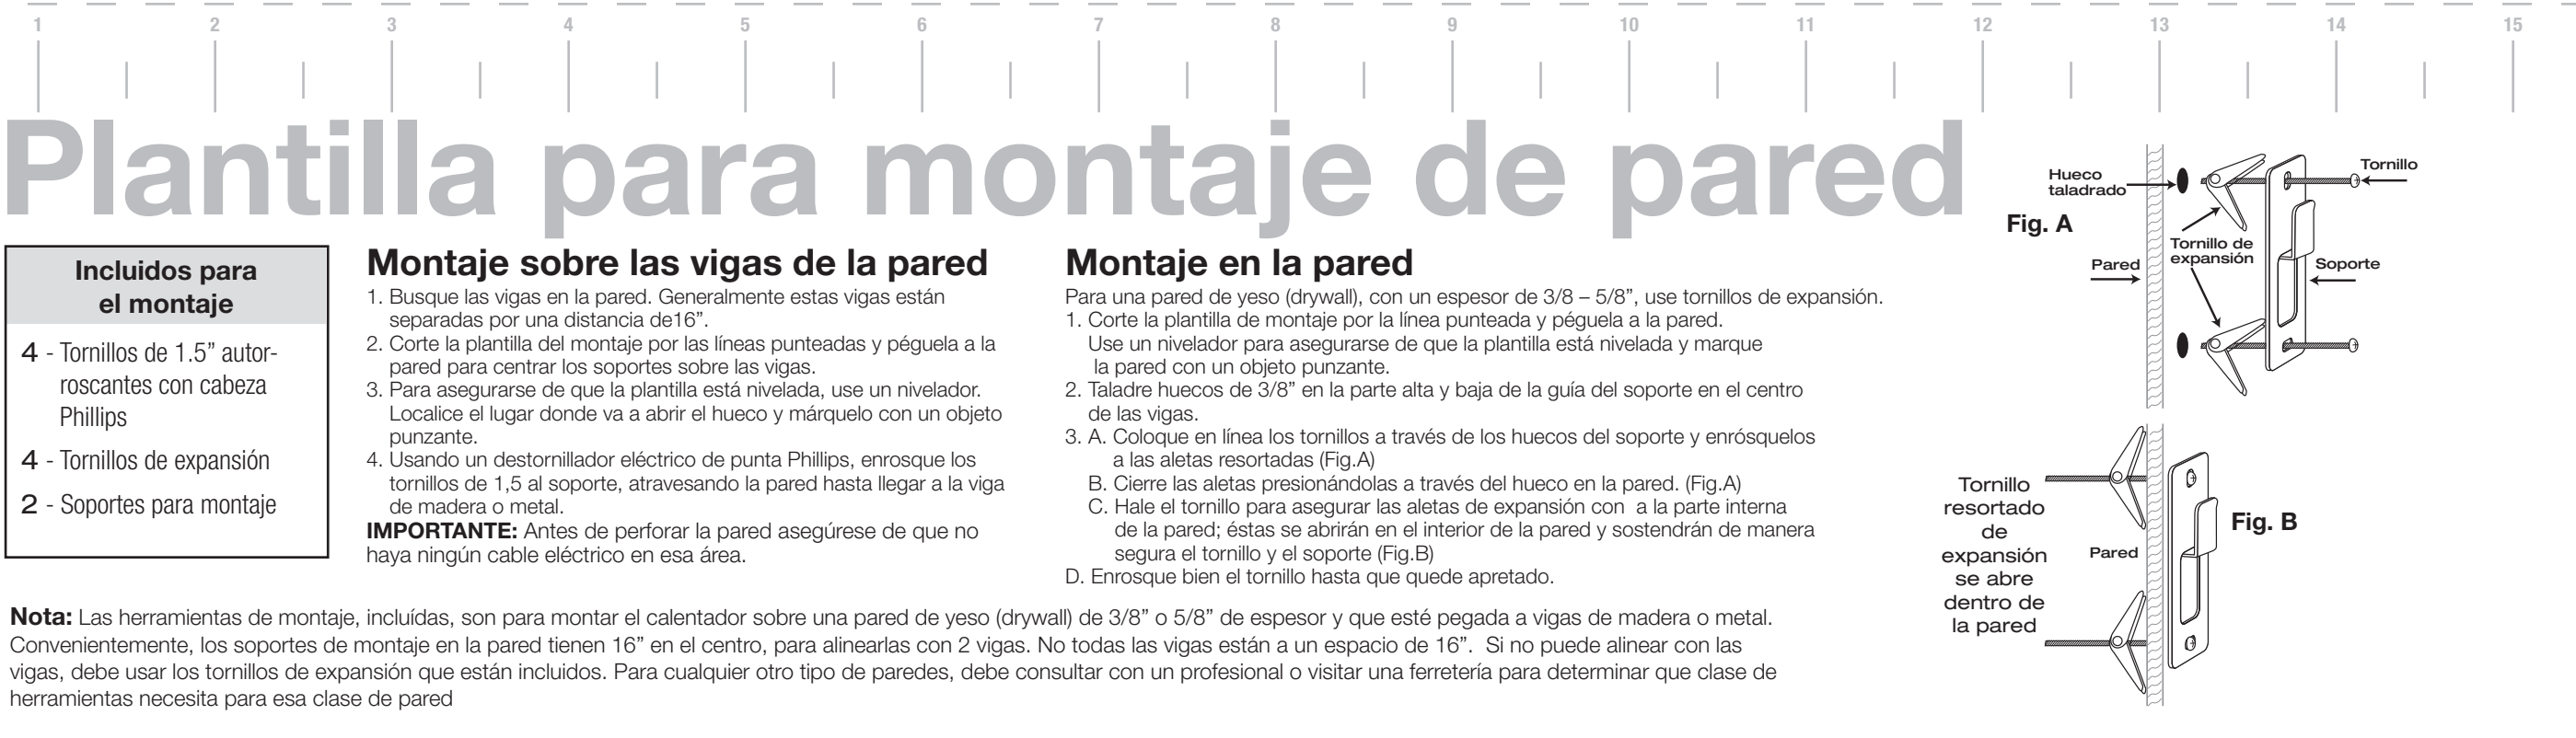 1 2 3 4 5 6 7 8 9 10 11 12 13 14 15
Plantilla para montaje de pared
Incluidos para
el montaje
4 - Tornillos de 1.5” autor-
roscantes con cabeza
Phillips
4 - Tornillos de expansión
2 - Soportes para montaje
Montaje sobre las vigas de la pared
1. Busque las vigas en la pared. Generalmente estas vigas están
separadas por una distancia de16”.
2. Corte la plantilla del montaje por las líneas punteadas y péguela a la
pared para centrar los soportes sobre las vigas.
3. Para asegurarse de que la plantilla está nivelada, use un nivelador.
Localice el lugar donde va a abrir el hueco y márquelo con un objeto
punzante.
4. Usando un destornillador eléctrico de punta Phillips, enrosque los
tornillos de 1,5 al soporte, atravesando la pared hasta llegar a la viga
de madera o metal.
IMPORTANTE: Antes de perforar la pared asegúrese de que no
haya ningún cable eléctrico en esa área.
Montaje en la pared
Para una pared de yeso (drywall), con un espesor de 3/8 – 5/8”, use tornillos de expansión.
1. Corte la plantilla de montaje por la línea punteada y péguela a la pared.
Use un nivelador para asegurarse de que la plantilla está nivelada y marque
la pared con un objeto punzante.
2. Taladre huecos de 3/8” en la parte alta y baja de la guía del soporte en el centro
de las vigas.
3. A. Coloque en línea los tornillos a través de los huecos del soporte y enrósquelos
a las aletas resortadas (Fig.A)
B. Cierre las aletas presionándolas a través del hueco en la pared. (Fig.A)
C. Hale el tornillo para asegurar las aletas de expansión con a la parte interna
de la pared; éstas se abrirán en el interior de la pared y sostendrán de manera
segura el tornillo y el soporte (Fig.B)
D. Enrosque bien el tornillo hasta que quede apretado.
Hueco
taladrado
Tornillo
Fig. A
Tornillo de
expansión
Pared
Soporte
Tornillo
resortado
de
expansión
se abre
dentro de
la pared
Pared
Fig. B
Nota: Las herramientas de montaje, incluídas, son para montar el calentador sobre una pared de yeso (drywall) de 3/8” o 5/8” de espesor y que esté pegada a vigas de madera o metal.
Convenientemente, los soportes de montaje en la pared tienen 16” en el centro, para alinearlas con 2 vigas. No todas las vigas están a un espacio de 16”. Si no puede alinear con las
vigas, debe usar los tornillos de expansión que están incluidos. Para cualquier otro tipo de paredes, debe consultar con un profesional o visitar una ferretería para determinar que clase de
herramientas necesita para esa clase de pared